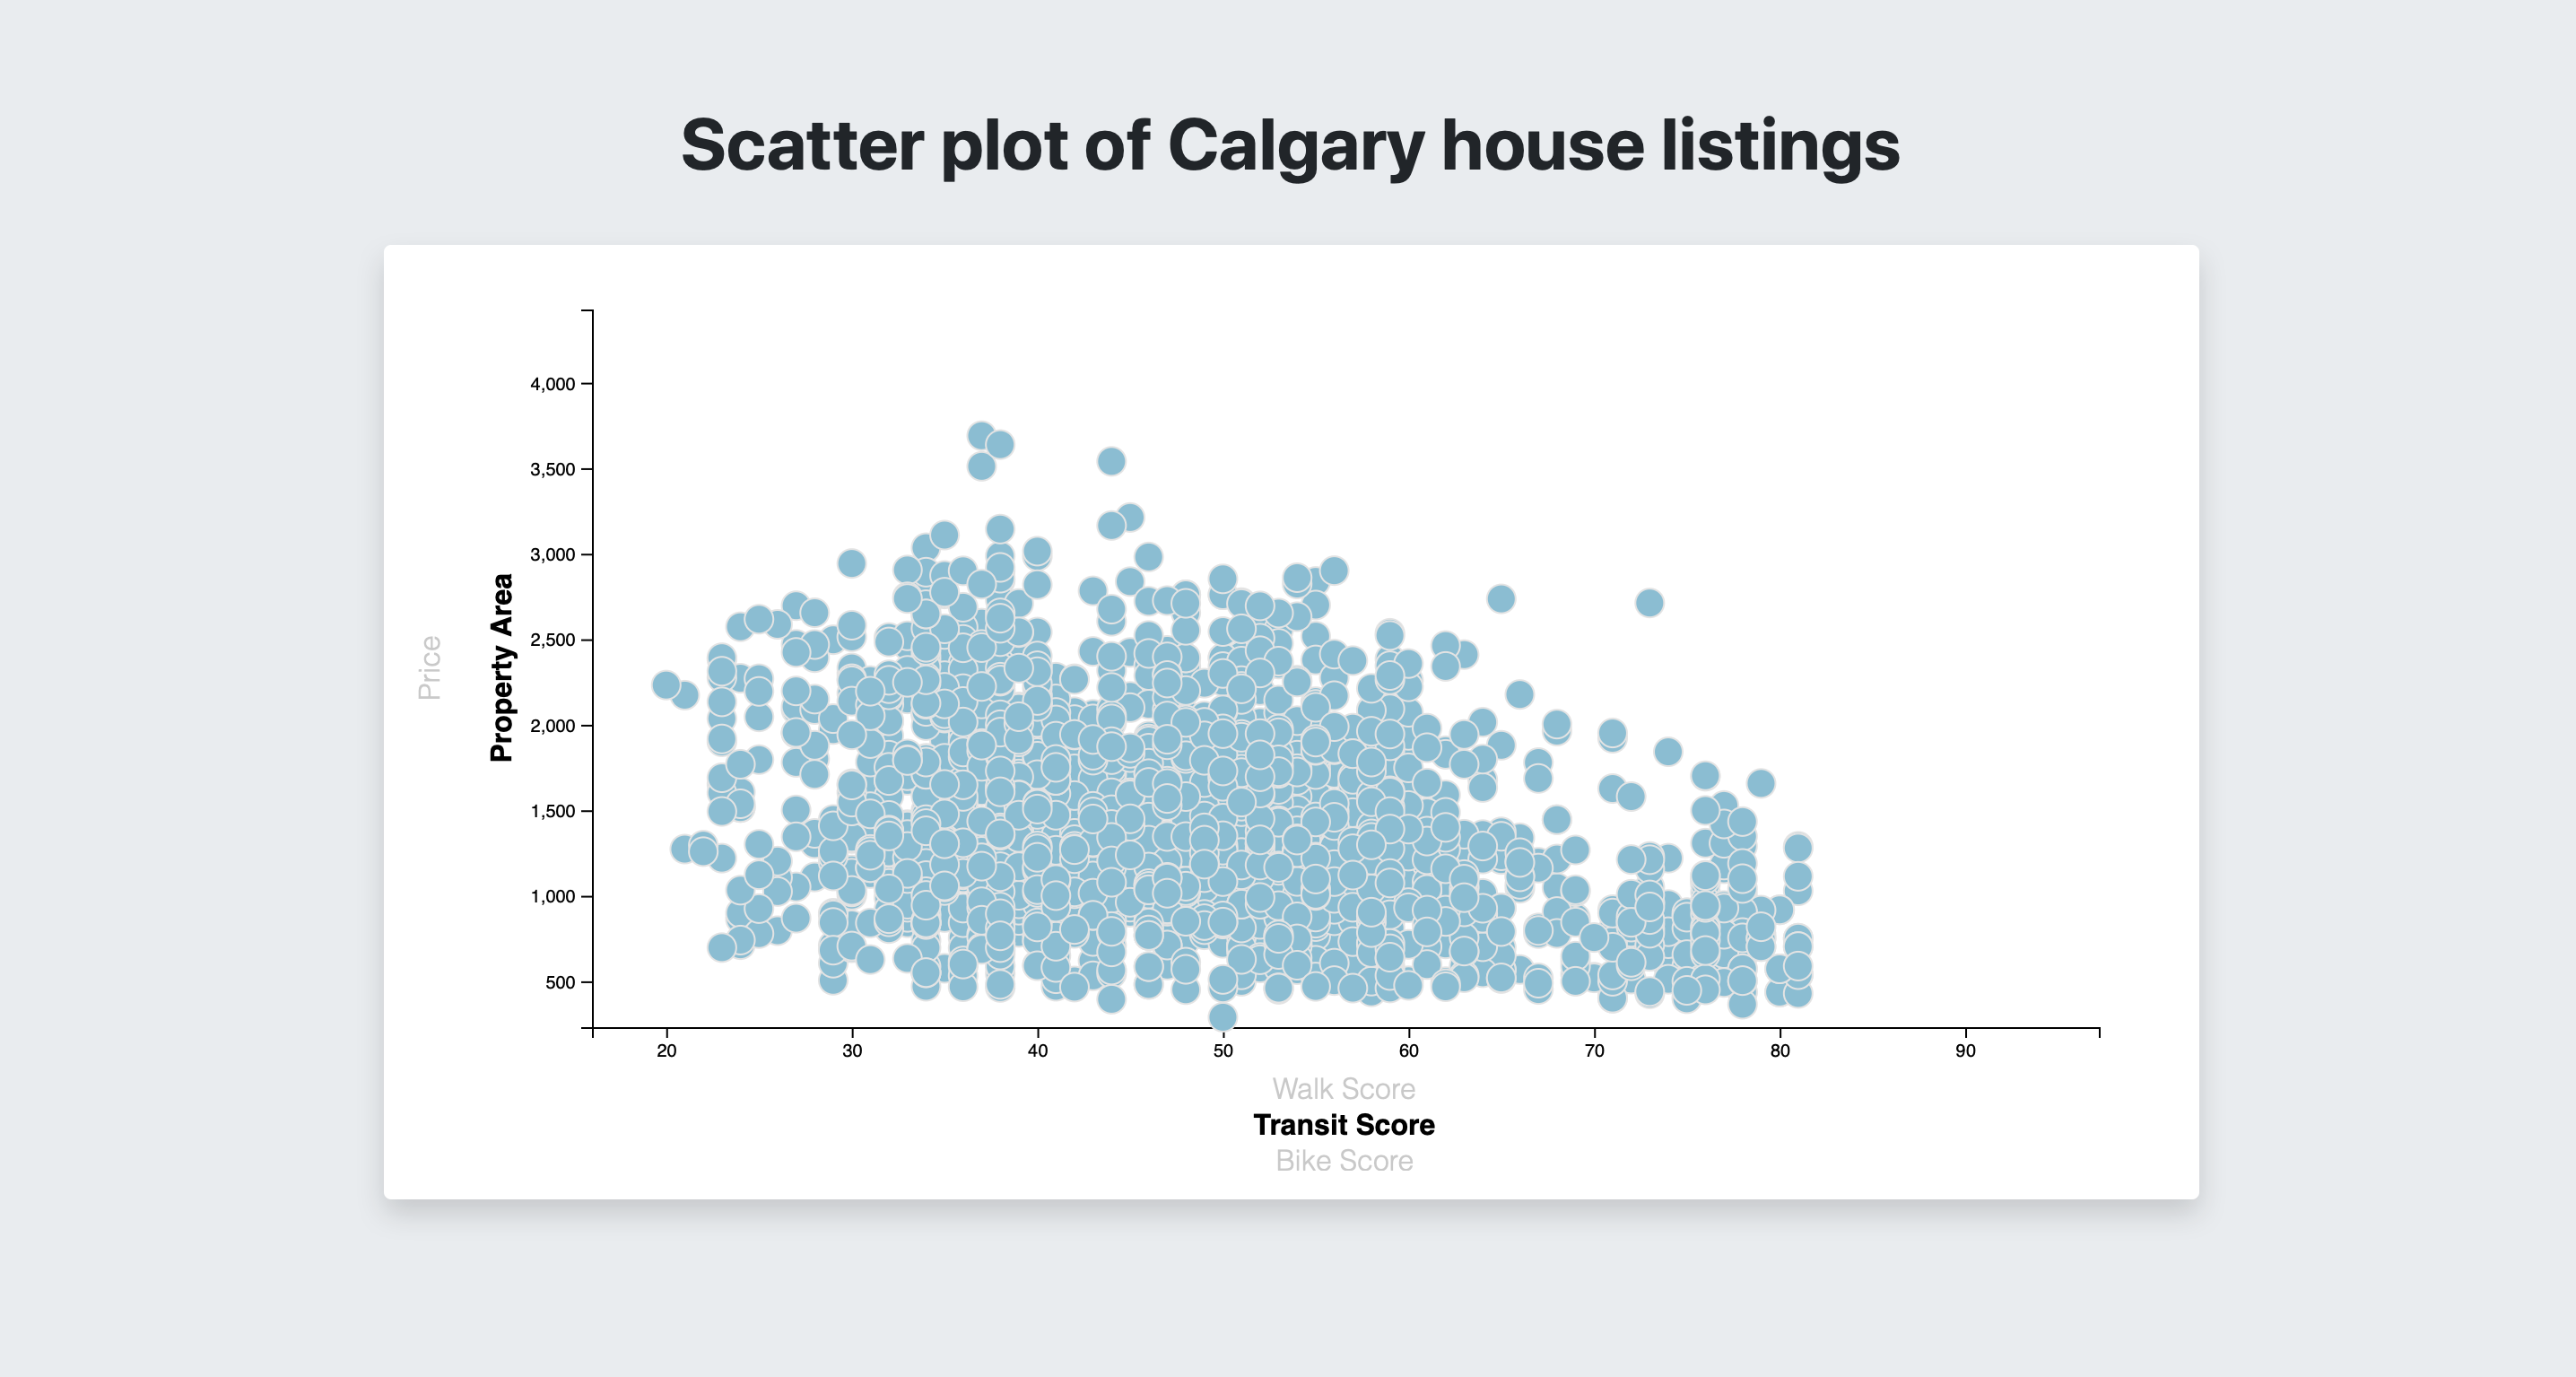 Scatter plot of Calgary house listings
4,000
3,500
3,000
2,500
2,000
1,500
1,000
500
Price
Property Area
20 30 40 50 60 70 80 90
Walk Score
Transit Score
Bike Score